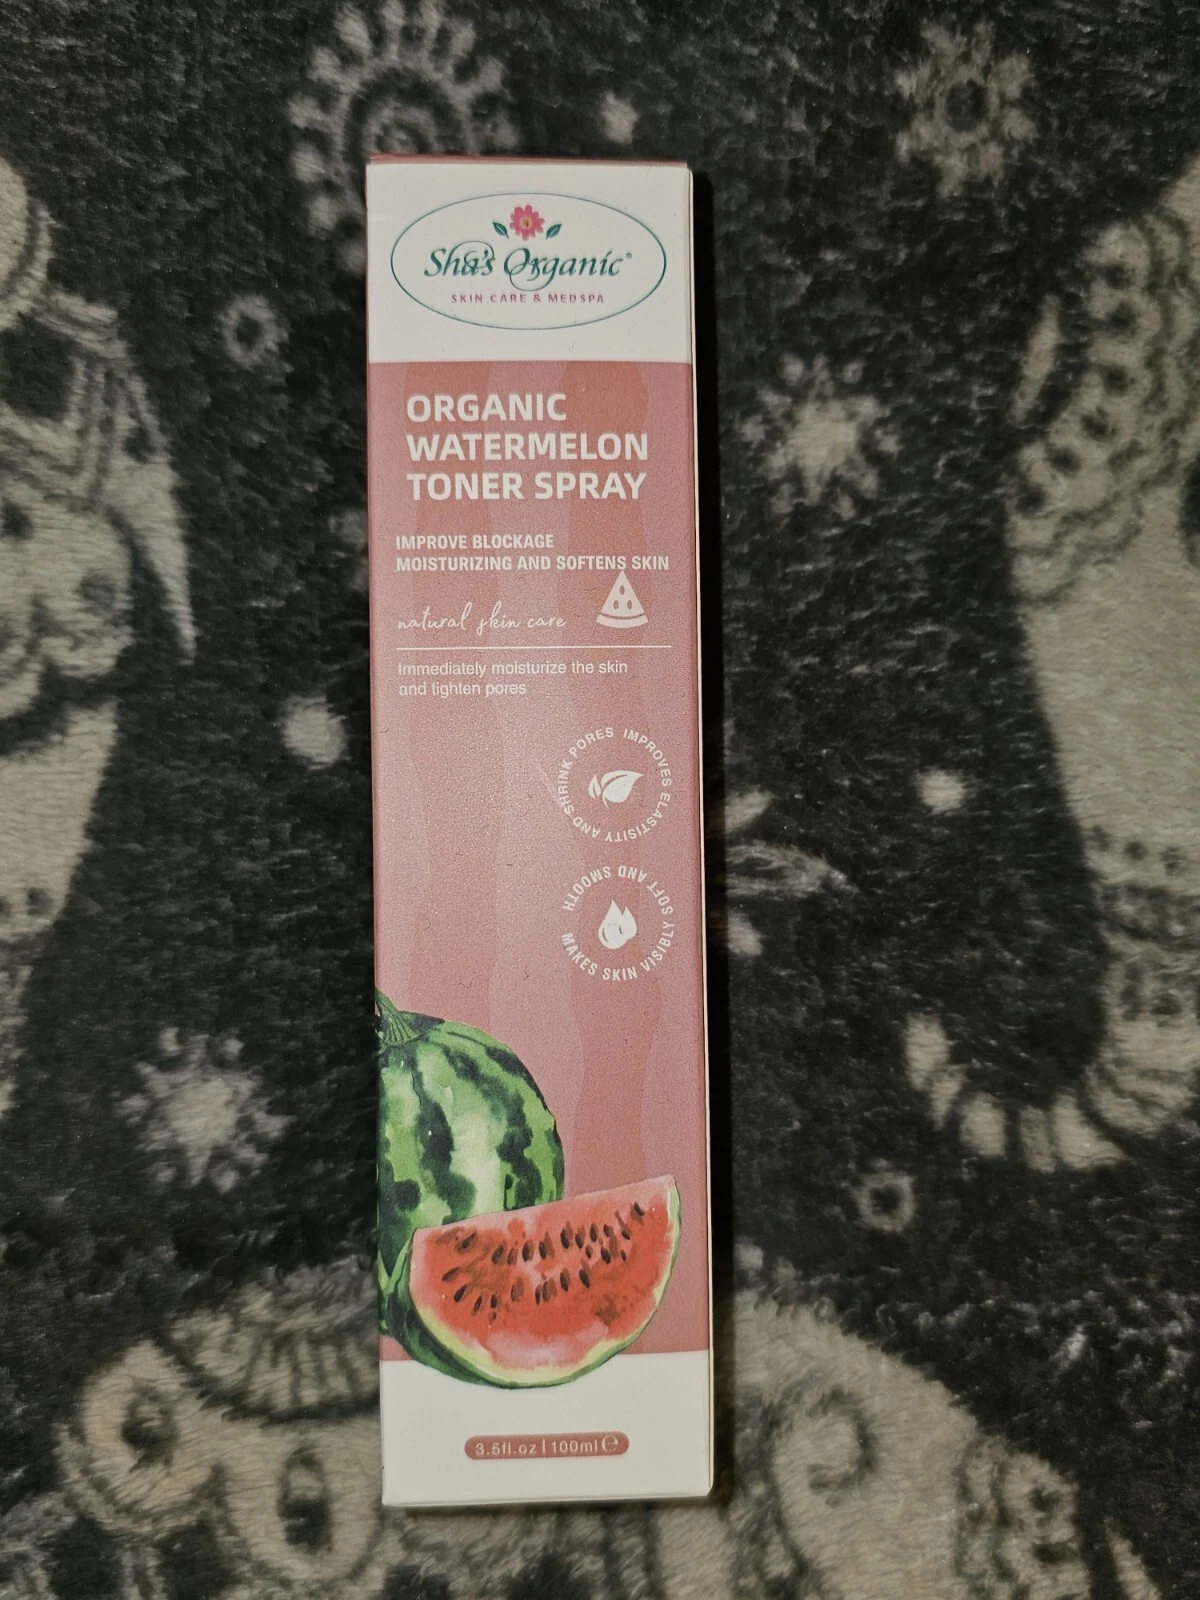 Sha's Organic®
SKIN CARE & MEDSPA
ORGANIC
WATERMELON
TONER SPRAY
IMPROVE BLOCKAGE
MOISTURIZING AND SOFTENS SKIN
natural skin care
Immediately moisturize the skin
and tighten pores
IMPROVES ELASTISITY AND SHRINK PORES
MAKES SKIN VISIBLY SOFT AND SMOOTH
3.5fl.oz | 100ml ℮